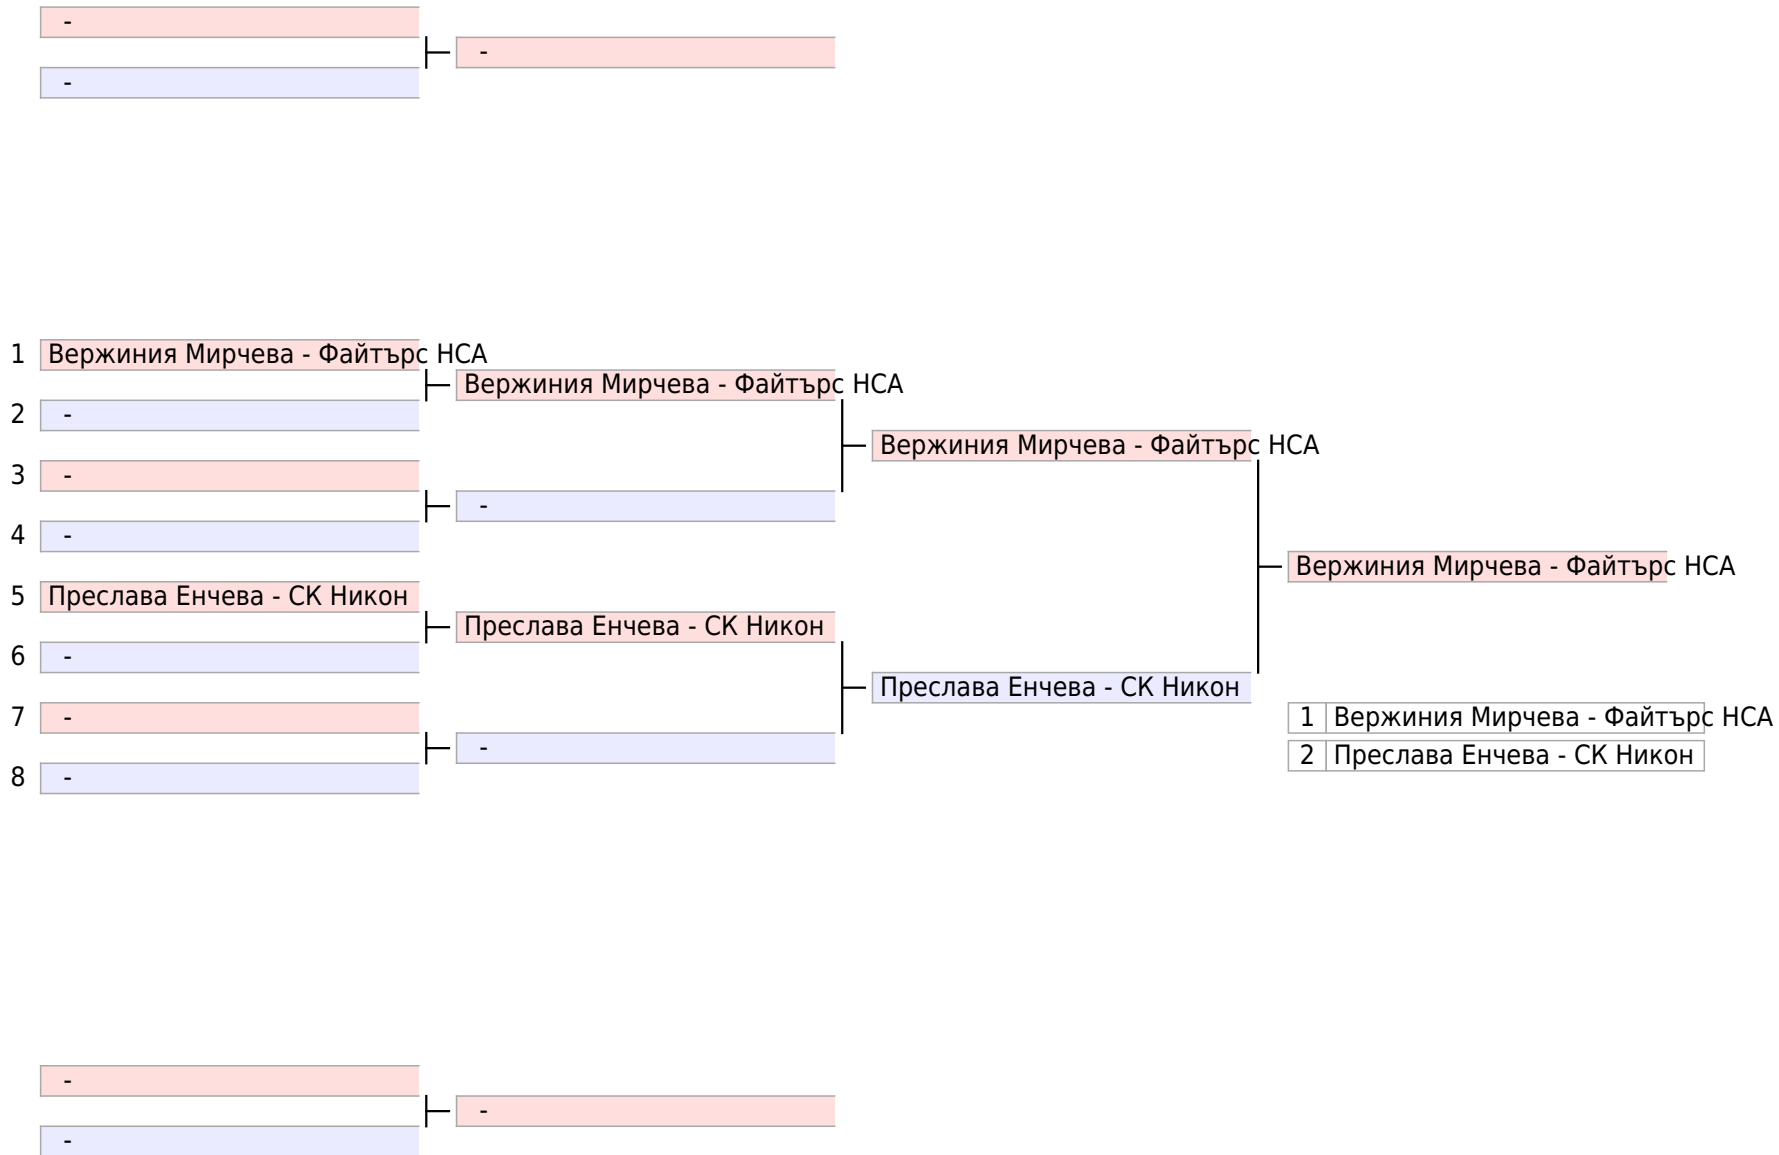 -
-
-
1 Вержиния Мирчева - Файтърс НСА
Вержиния Мирчева - Файтърс НСА
2 -
Вержиния Мирчева - Файтърс НСА
3 -
-
4 -
Вержиния Мирчева - Файтърс НСА
5 Преслава Енчева - СК Никон
Преслава Енчева - СК Никон
6 -
Преслава Енчева - СК Никон
7 -
1 Вержиния Мирчева - Файтърс НСА
-
2 Преслава Енчева - СК Никон
8 -
-
-
-